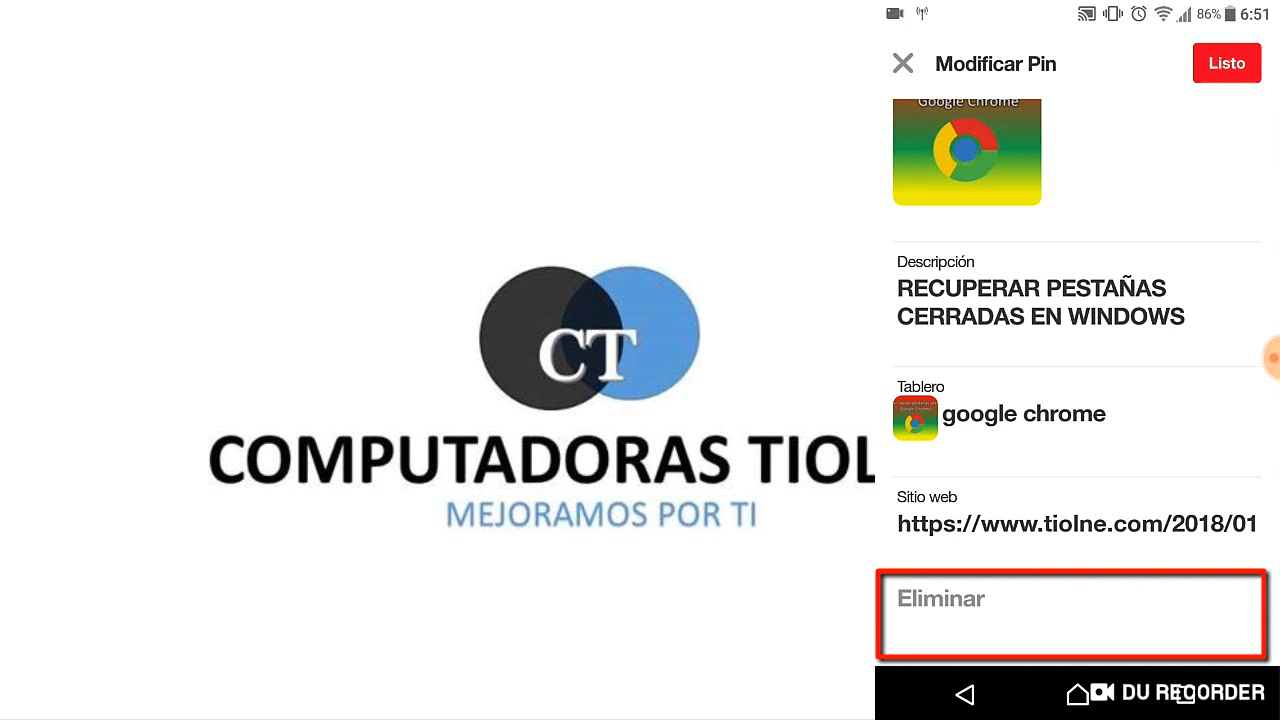 CT
COMPUTADORAS TIOL
MEJORAMOS POR TI
86% 6:51
Modificar Pin
Listo
Google Chrome
Descripción
RECUPERAR PESTAÑAS
CERRADAS EN WINDOWS
Tablero
google chrome
Sitio web
https://www.tiolne.com/2018/01
Eliminar
DU RECORDER